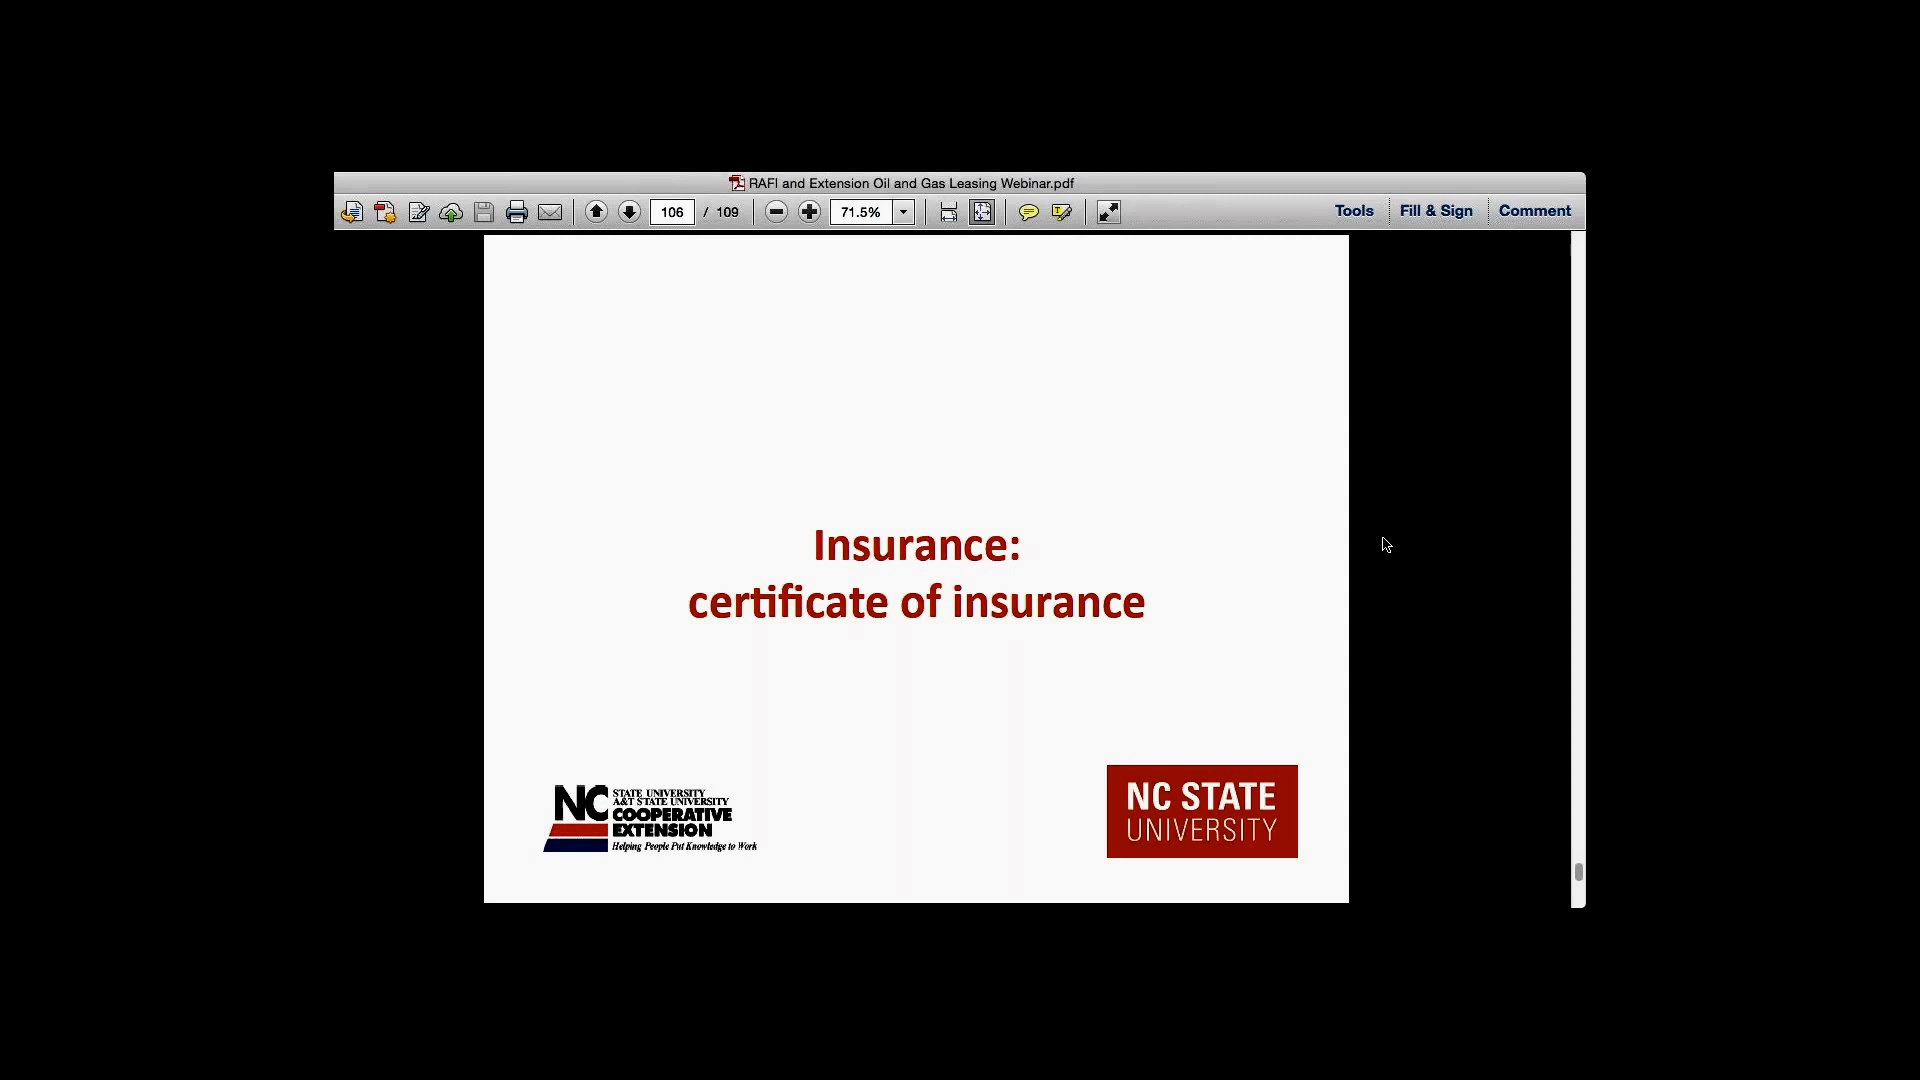 RAFI and Extension Oil and Gas Leasing Webinar.pdf
106 / 109 71.5% Tools Fill & Sign Comment
Insurance:
certificate of insurance
NC STATE UNIVERSITY
A&T STATE UNIVERSITY
COOPERATIVE
EXTENSION
Helping People Put Knowledge to Work
NC STATE
UNIVERSITY